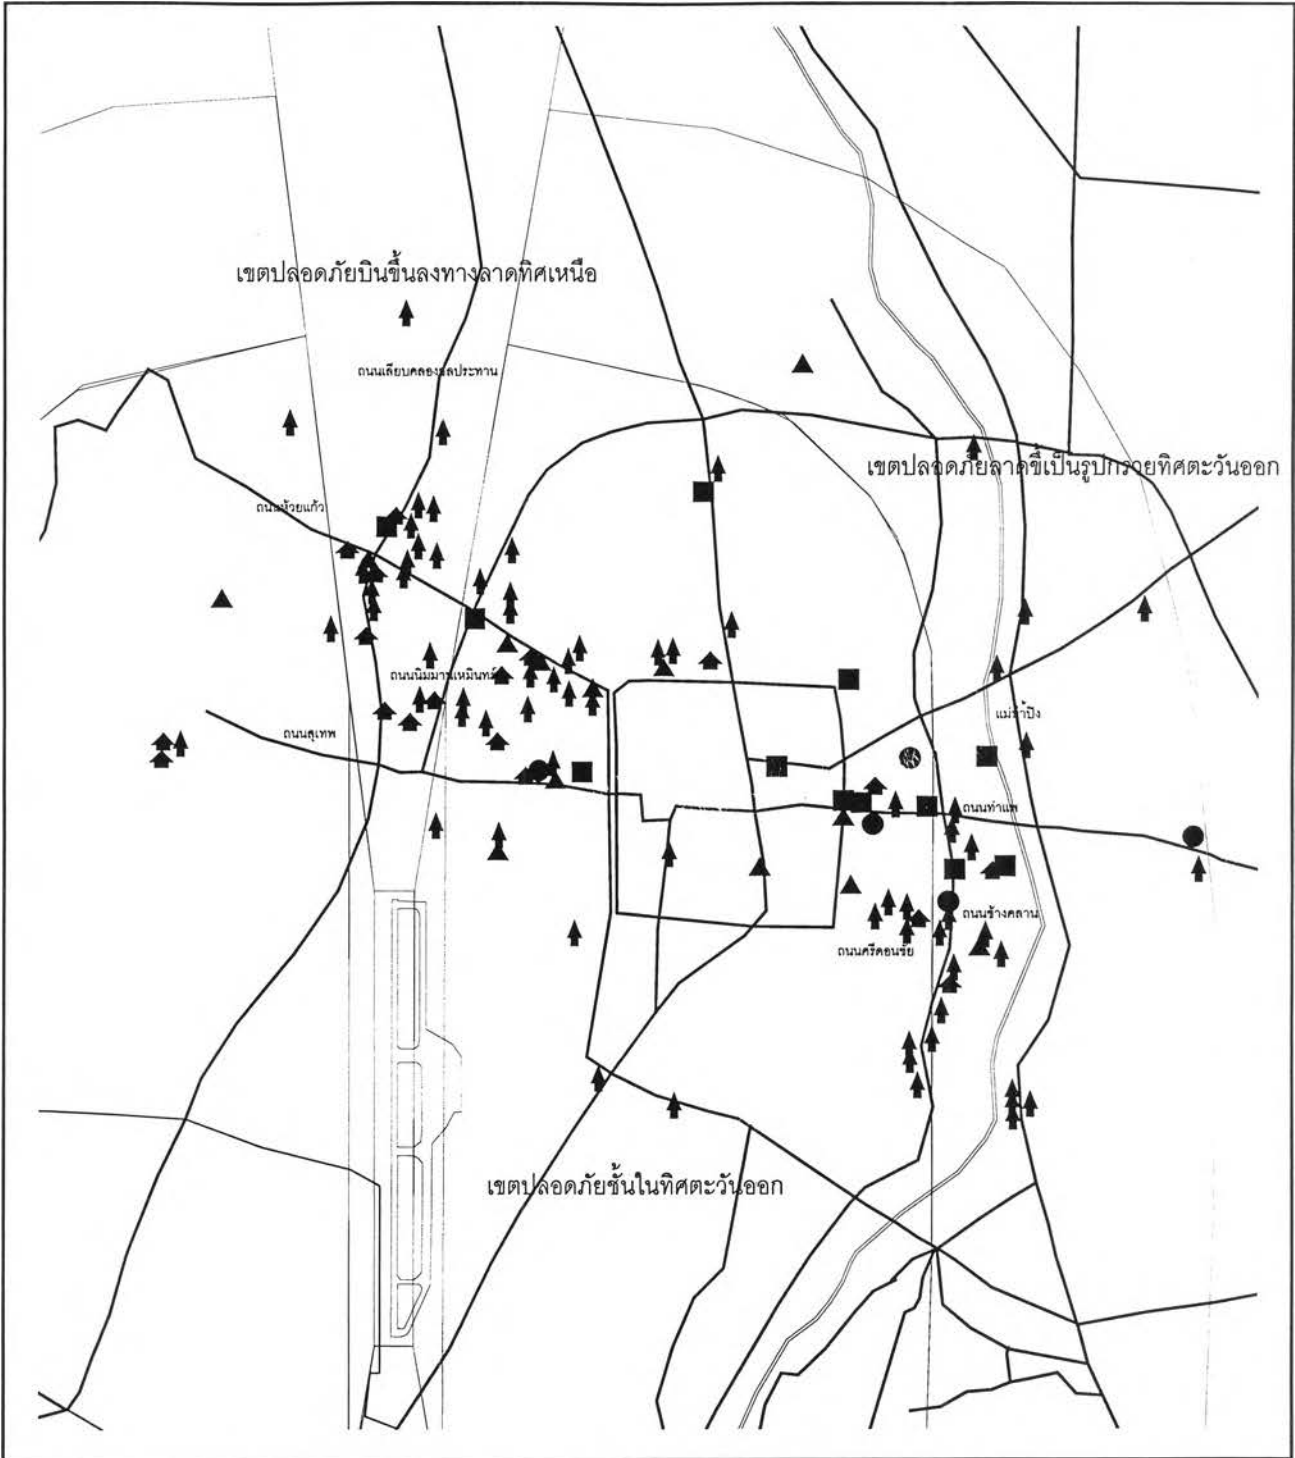 เขตปลอดภัยบินขึ้นลงทางลาดทิศเหนือ
ถนนเลียบคลองชลประทาน
เขตปลอดภัยลาดขึ้เป็นรูปกรวยทิศตะวันออก
ถนนห้วยแก้ว
ถนนนิมมานเหมินทร์
แม่น้ำปิง
ถนนสุเทพ
ถนนท่าแพ
ถนนช้างคลาน
ถนนศรีดอนชัย
เขตปลอดภัยชั้นในทิศตะวันออก